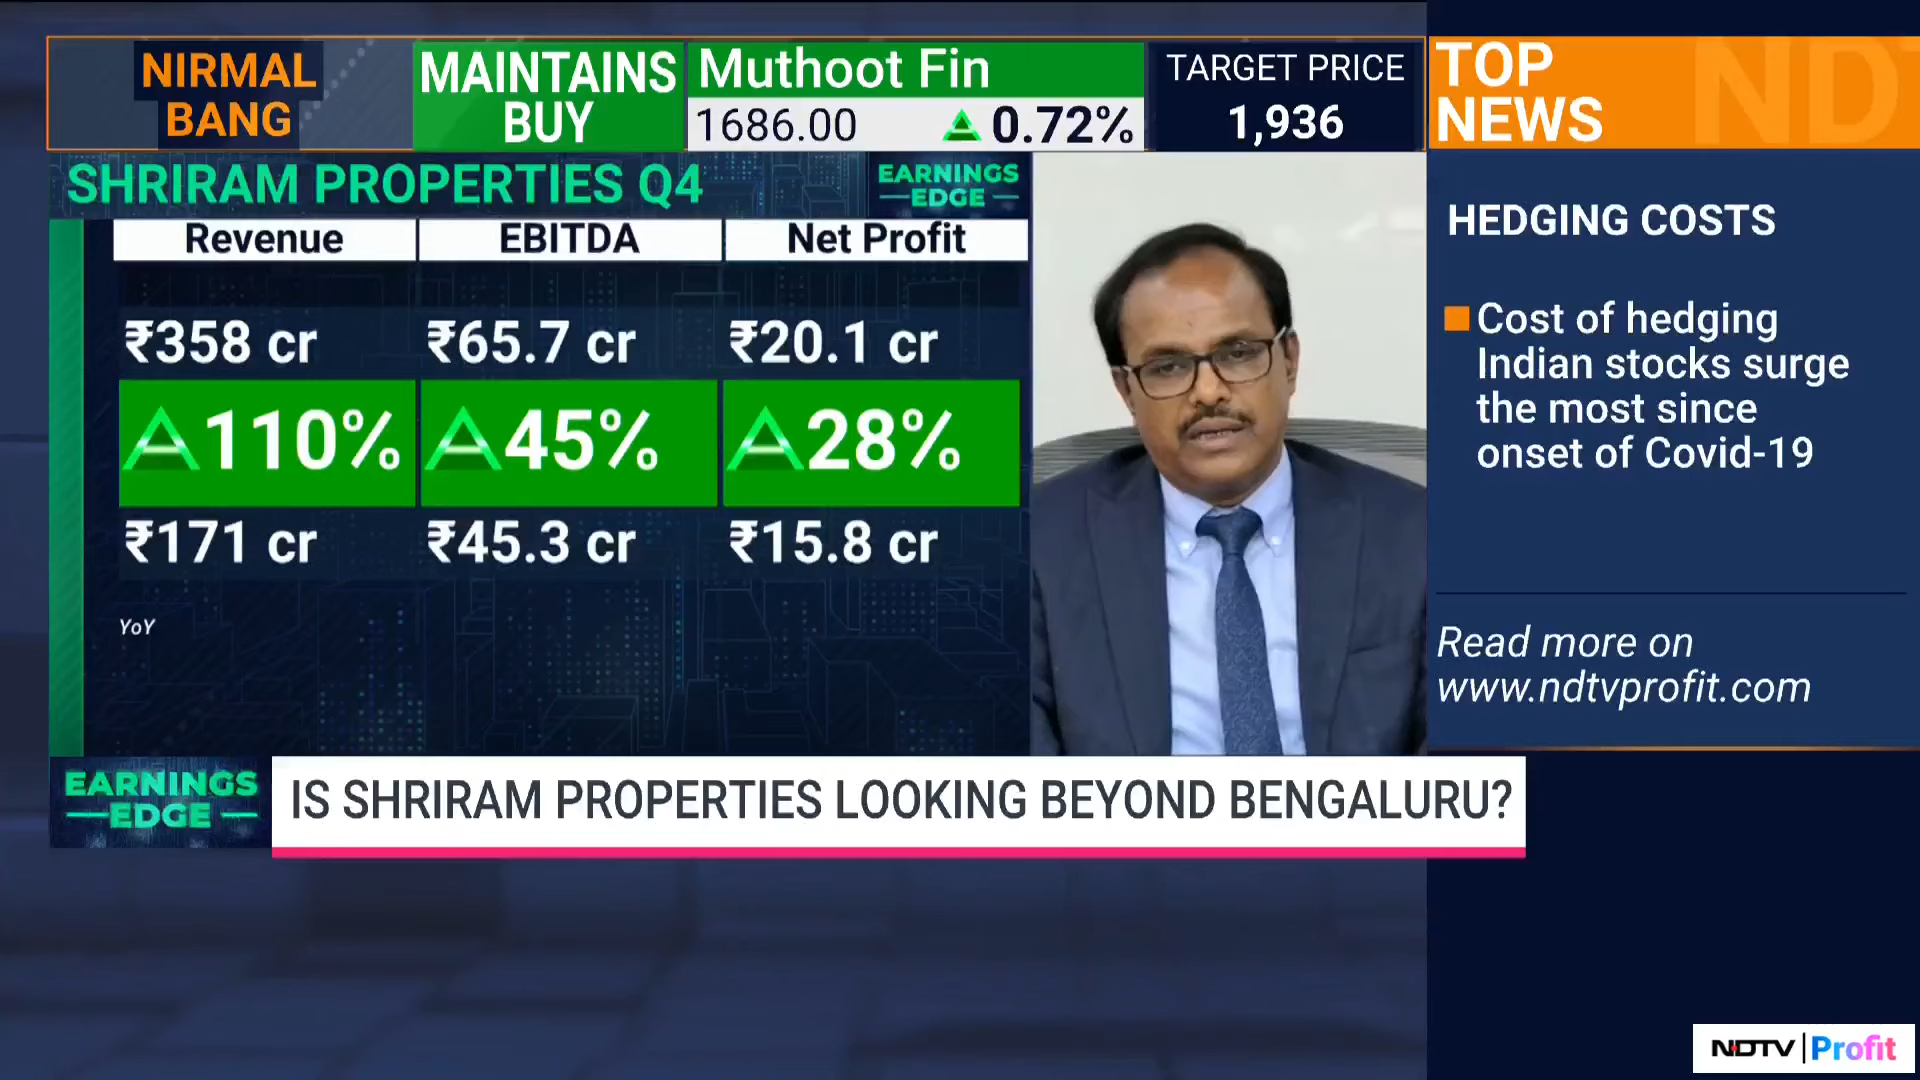 NIRMAL
BANG
MAINTAINS
BUY
Muthoot Fin
1686.00 0.72%
TARGET PRICE
1,936
TOP
NEWS
SHRIRAM PROPERTIES Q4
EARNINGS
EDGE
Revenue EBITDA Net Profit
₹358 cr ₹65.7 cr ₹20.1 cr
110% 45% 28%
₹171 cr ₹45.3 cr ₹15.8 cr
YoY
HEDGING COSTS
Cost of hedging
Indian stocks surge
the most since
onset of Covid-19
Read more on
www.ndtvprofit.com
EARNINGS
EDGE
IS SHRIRAM PROPERTIES LOOKING BEYOND BENGALURU?
NDTV Profit